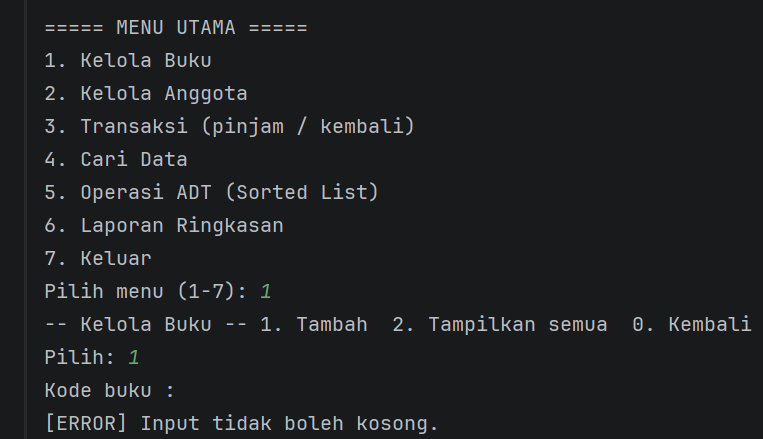 ===== MENU UTAMA =====
1. Kelola Buku
2. Kelola Anggota
3. Transaksi (pinjam / kembali)
4. Cari Data
5. Operasi ADT (Sorted List)
6. Laporan Ringkasan
7. Keluar
Pilih menu (1-7): 1
-- Kelola Buku -- 1. Tambah  2. Tampilkan semua  0. Kembali
Pilih: 1
Kode buku :
[ERROR] Input tidak boleh kosong.